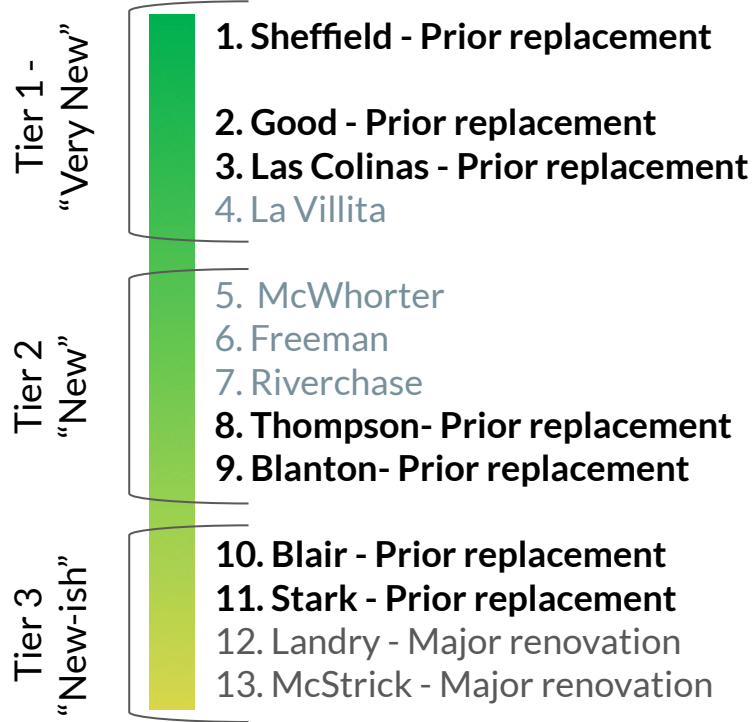 Tier 1 -
“Very New”
1. Sheffield - Prior replacement
2. Good - Prior replacement
3. Las Colinas - Prior replacement
4. La Villita
Tier 2
“New”
5.  McWhorter
6. Freeman
7. Riverchase
8. Thompson- Prior replacement
9. Blanton- Prior replacement
Tier 3
“New-ish”
10. Blair - Prior replacement
11. Stark - Prior replacement
12. Landry - Major renovation
13. McStrick - Major renovation